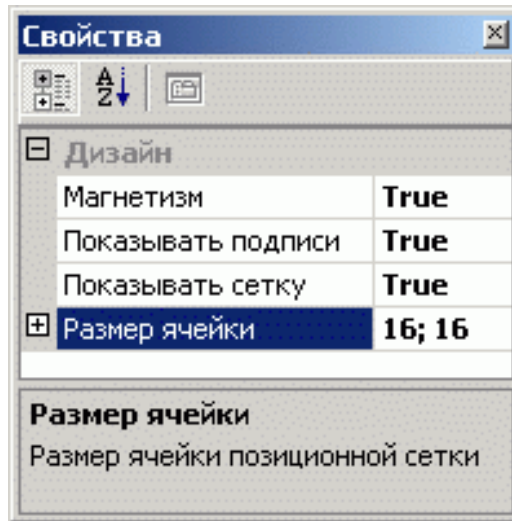 Свойства
A
Z
Дизайн
Магнетизм True
Показывать подписи True
Показывать сетку True
Размер ячейки 16; 16
Размер ячейки
Размер ячейки позиционной сетки